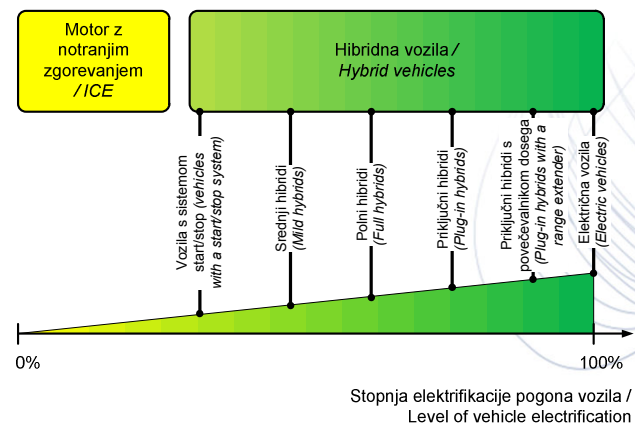 Motor z
notranjim
zgorevanjem
/ ICE
Hibridna vozila /
Hybrid vehicles
Vozila s sistemom
start/stop (vehicles
with a start/stop system)
Srednji hibridi
(Mild hybrids)
Polni hibridi
(Full hybrids)
Priključni hibridi
(Plug-in hybrids)
Priključni hibridi s
povečevalnikom dosega
(Plug-in hybrids with a
range extender)
Električna vozila
(Electric vehicles)
0%
100%
Stopnja elektrifikacije pogona vozila /
Level of vehicle electrification